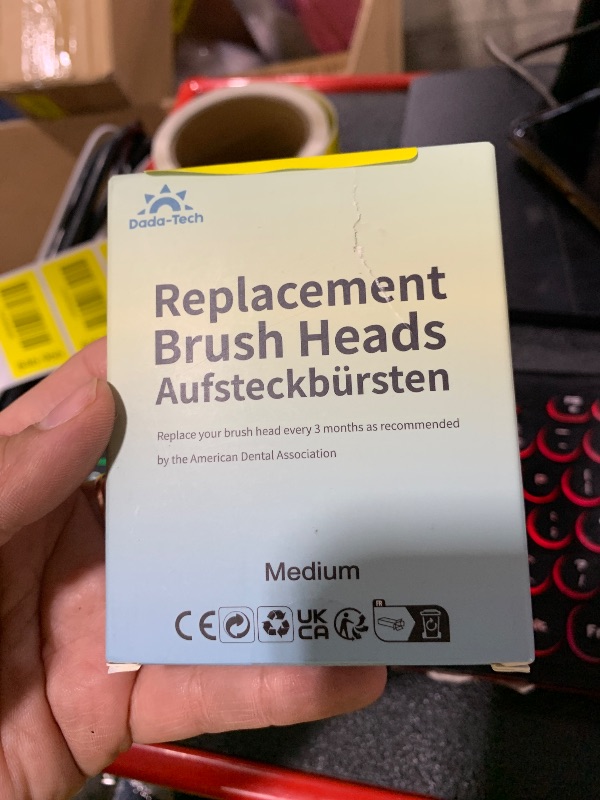 Dada-Tech
Replacement
Brush Heads
Aufsteckbürsten
Replace your brush head every 3 months as recommended
by the American Dental Association
Medium
CE
UK
CA
FR